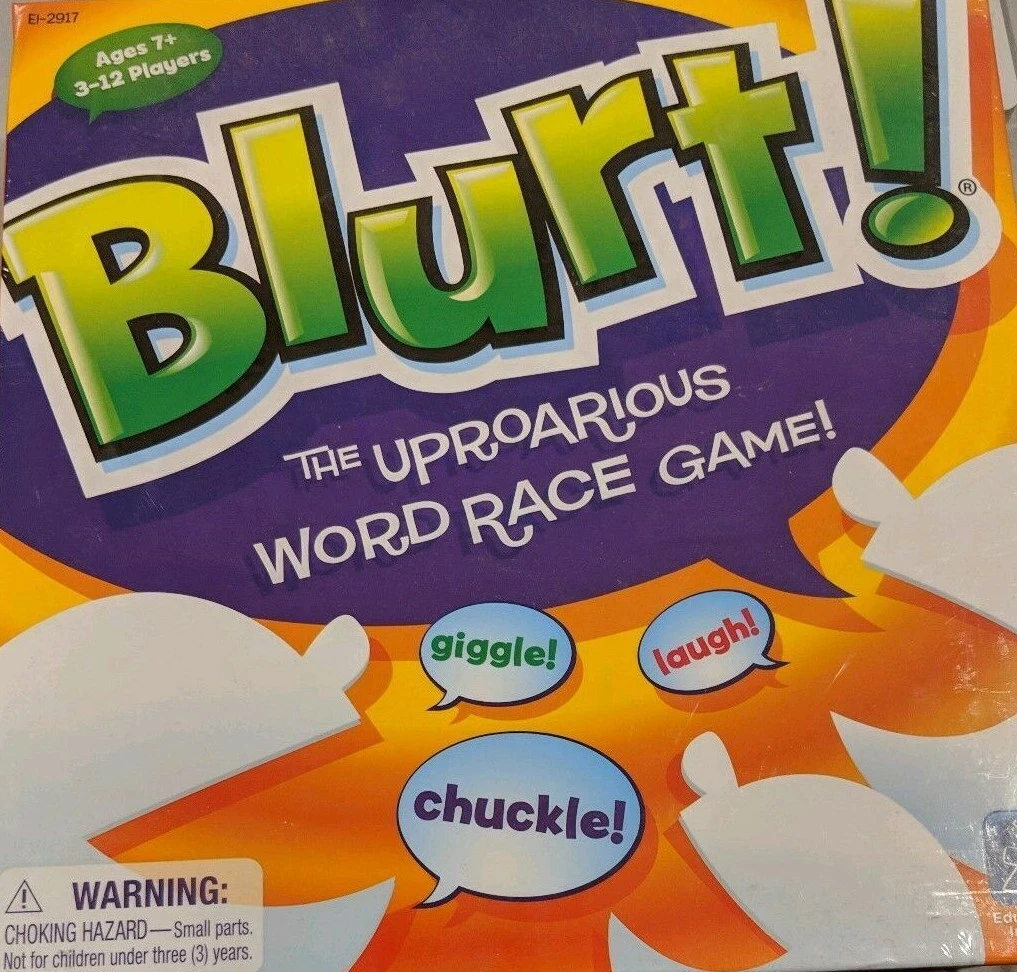 EI-2917
Ages 7+
3-12 Players
Blurt!®
THE UPROARIOUS
WORD RACE GAME!
giggle!
laugh!
chuckle!
WARNING:
CHOKING HAZARD—Small parts.
Not for children under three (3) years.